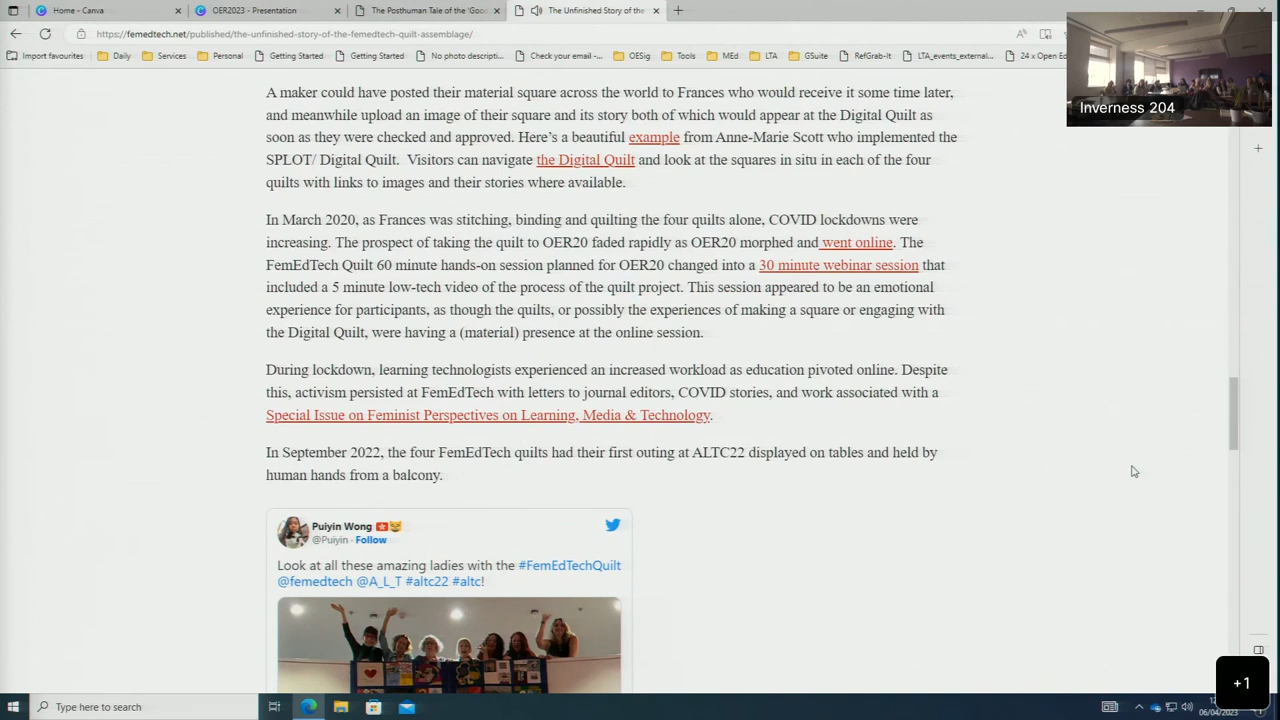 Home - Canva
OER2023 - Presentation
The Posthuman Tale of the 'Goo
The Unfinished Story of the
https://femedtech.net/published/the-unfinished-story-of-the-femedtech-quilt-assemblage/
Import favourites Daily Services Personal Getting Started Getting Started No photo descripti... Check your email -... OESig Tools MEd LTA GSuite RefGrab-It LTA_events_external... 24 x Open Ed
Inverness 204
A maker could have posted their material square across the world to Frances who would receive it some time later,
and meanwhile upload an image of their square and its story both of which would appear at the Digital Quilt as
soon as they were checked and approved. Here's a beautiful example from Anne-Marie Scott who implemented the
SPLOT/ Digital Quilt. Visitors can navigate the Digital Quilt and look at the squares in situ in each of the four
quilts with links to images and their stories where available.
In March 2020, as Frances was stitching, binding and quilting the four quilts alone, COVID lockdowns were
increasing. The prospect of taking the quilt to OER20 faded rapidly as OER20 morphed and went online. The
FemEdTech Quilt 60 minute hands-on session planned for OER20 changed into a 30 minute webinar session that
included a 5 minute low-tech video of the process of the quilt project. This session appeared to be an emotional
experience for participants, as though the quilts, or possibly the experiences of making a square or engaging with
the Digital Quilt, were having a (material) presence at the online session.
During lockdown, learning technologists experienced an increased workload as education pivoted online. Despite
this, activism persisted at FemEdTech with letters to journal editors, COVID stories, and work associated with a
Special Issue on Feminist Perspectives on Learning, Media & Technology.
In September 2022, the four FemEdTech quilts had their first outing at ALTC22 displayed on tables and held by
human hands from a balcony.
Puiyin Wong
@Puiyin · Follow
Look at all these amazing ladies with the #FemEdTechQuilt
@femedtech @A_L_T #altc22 #altc!
+1
Type here to search
06/04/2023